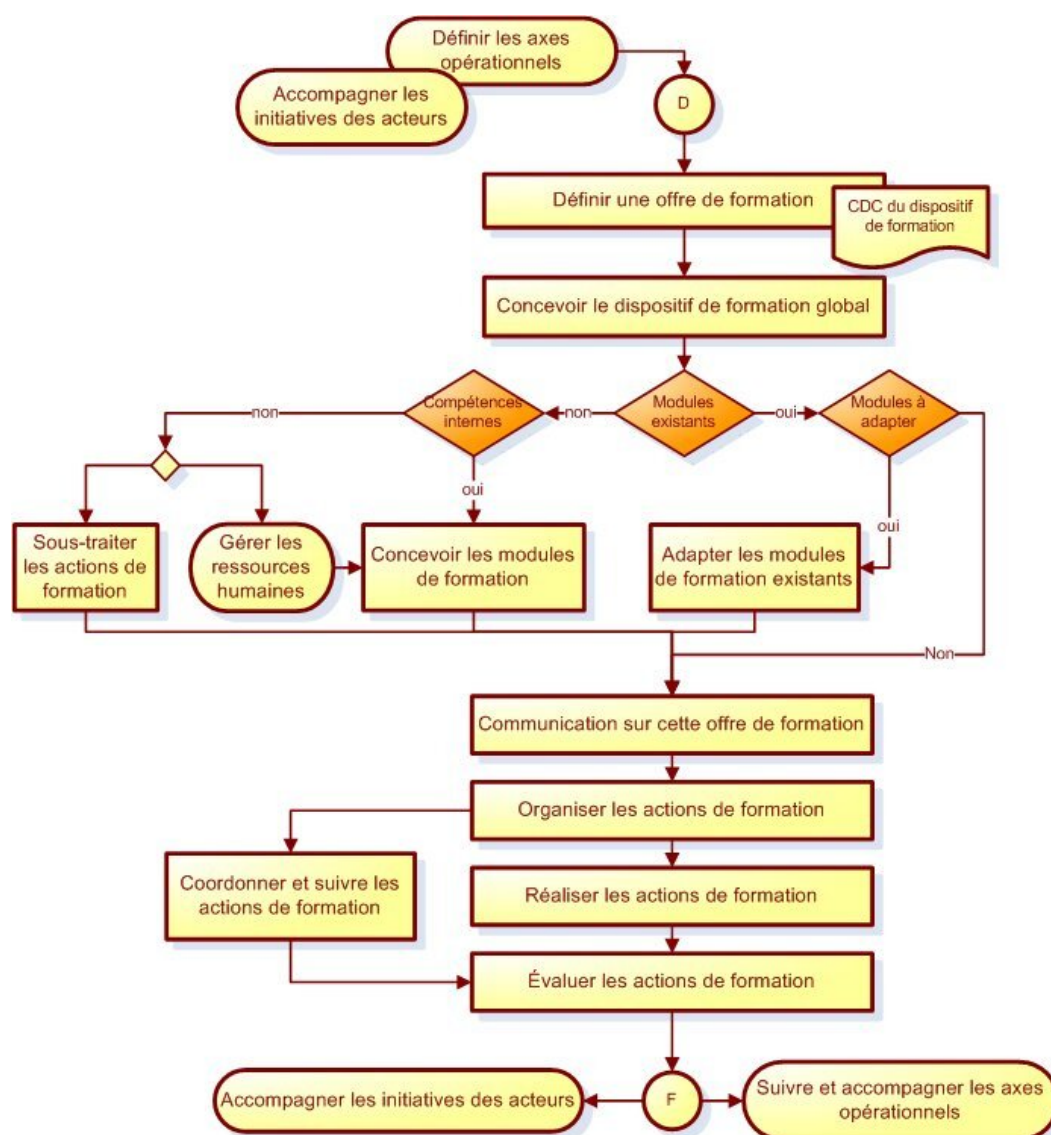 Définir les axes
opérationnels
Accompagner les
initiatives des acteurs
D
Définir une offre de formation
CDC du dispositif
de formation
Concevoir le dispositif de formation global
Compétences
internes
Modules
existants
Modules à
adapter
non
non
oui
oui
oui
Sous-traiter
les actions de
formation
Gérer les
ressources
humaines
Concevoir les modules
de formation
Adapter les modules
de formation existants
Non
Communication sur cette offre de formation
Organiser les actions de formation
Coordonner et suivre les
actions de formation
Réaliser les actions de formation
Évaluer les actions de formation
Accompagner les initiatives des acteurs
F
Suivre et accompagner les axes
opérationnels